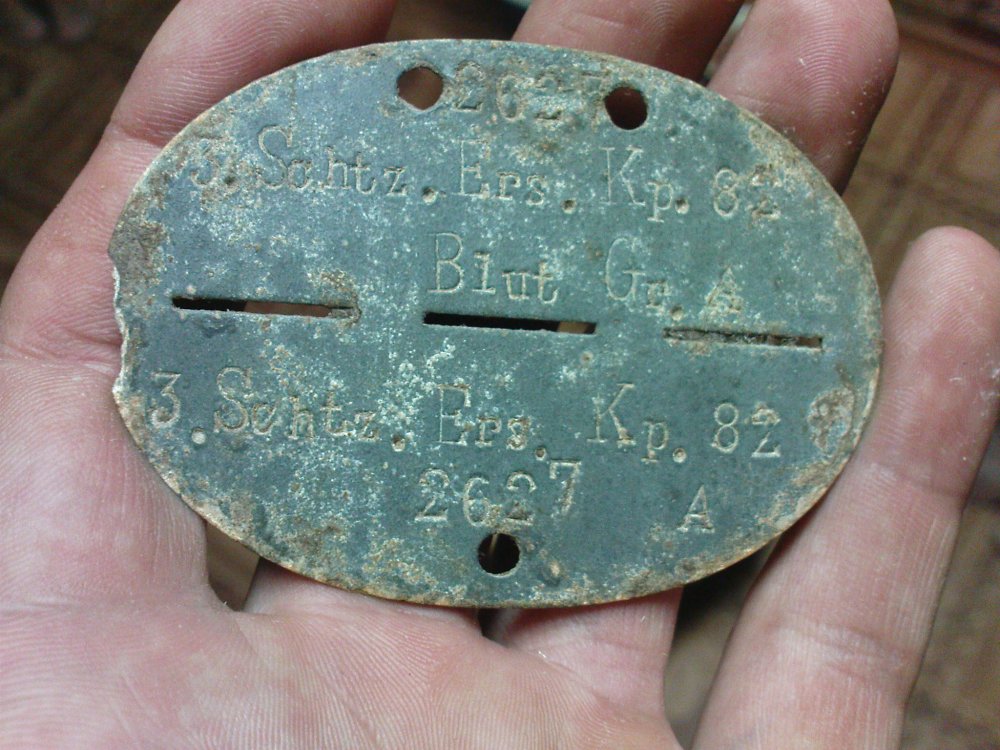 2627
3. Schtz. Ers. Kp. 82
Blut Gr. A
3. Schtz. Ers. Kp. 82
2627 A